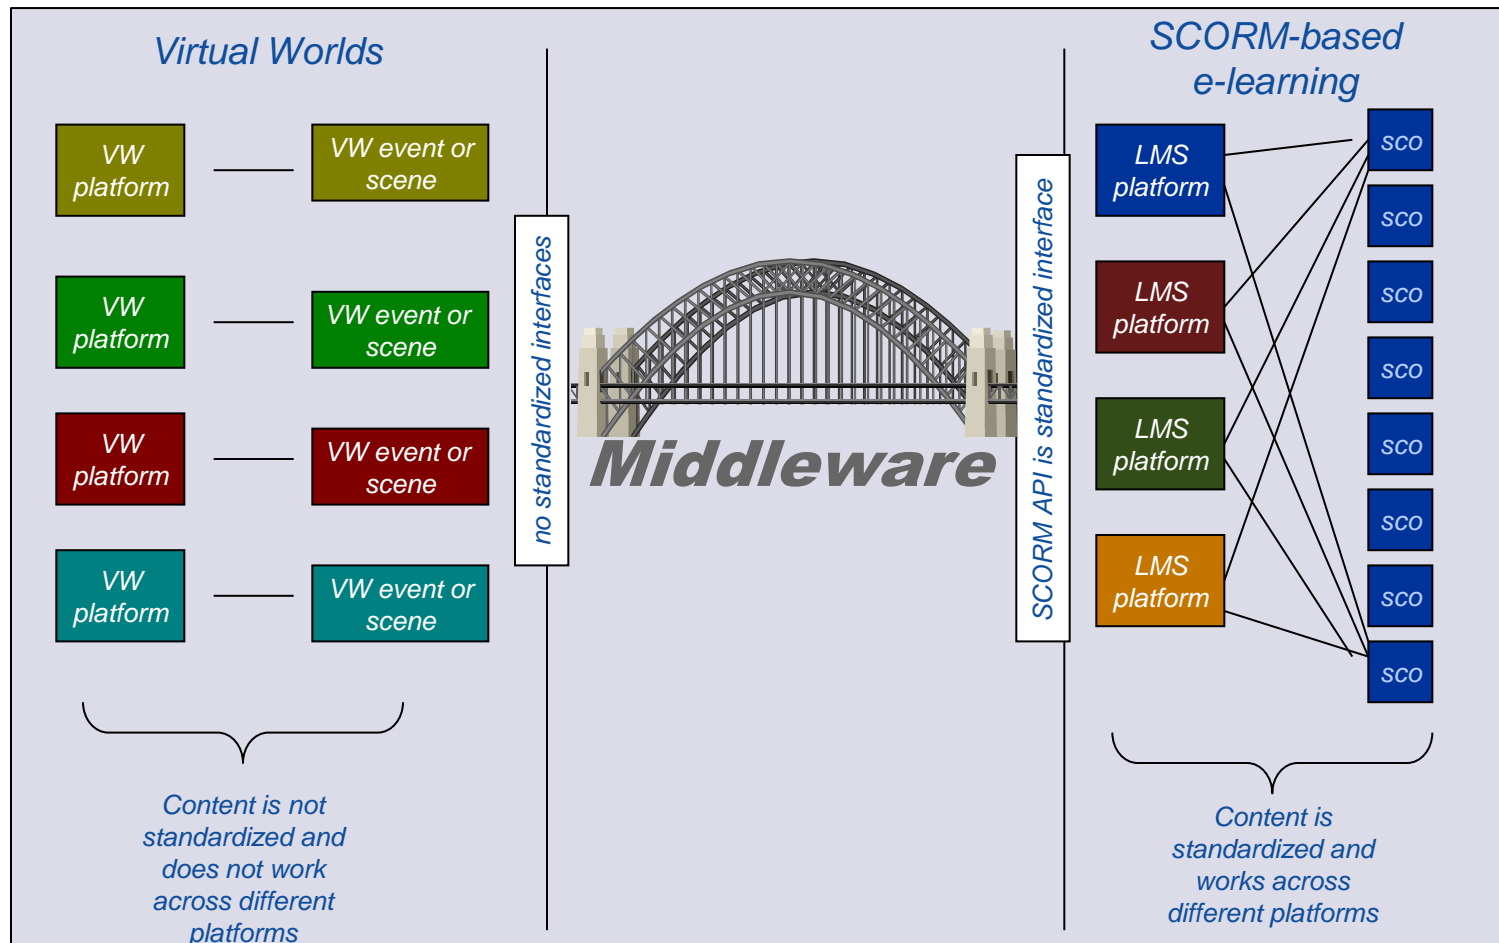 Virtual Worlds
VW
platform
VW event or
scene
VW
platform
VW event or
scene
VW
platform
VW event or
scene
VW
platform
VW event or
scene
Content is not
standardized and
does not work
across different
platforms
no standardized interfaces
Middleware
SCORM API is standardized interface
SCORM-based
e-learning
LMS
platform
LMS
platform
LMS
platform
LMS
platform
sco
sco
sco
sco
sco
sco
sco
sco
Content is
standardized and
works across
different platforms